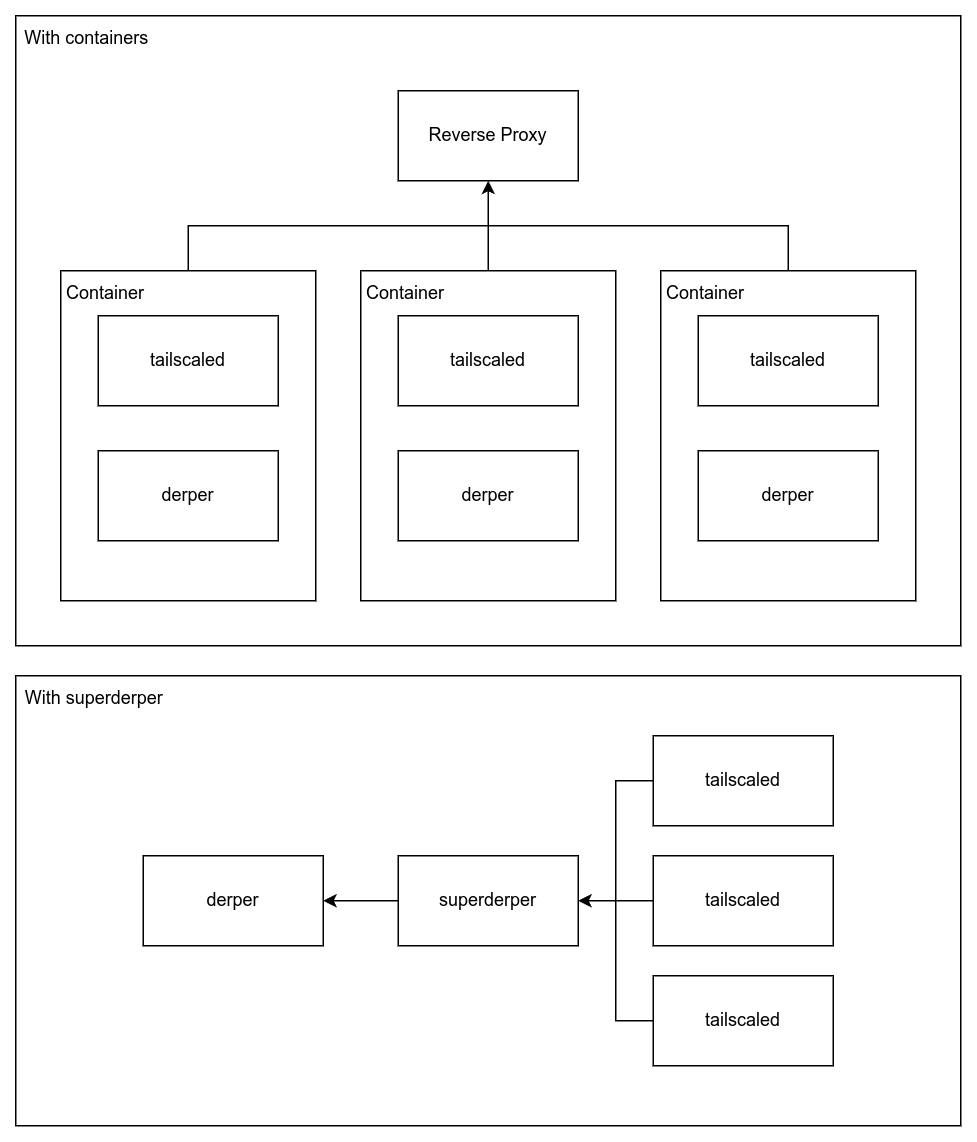 With containers
Reverse Proxy
Container
Container
Container
tailscaled
tailscaled
tailscaled
derper
derper
derper
With superderper
tailscaled
derper
superderper
tailscaled
tailscaled